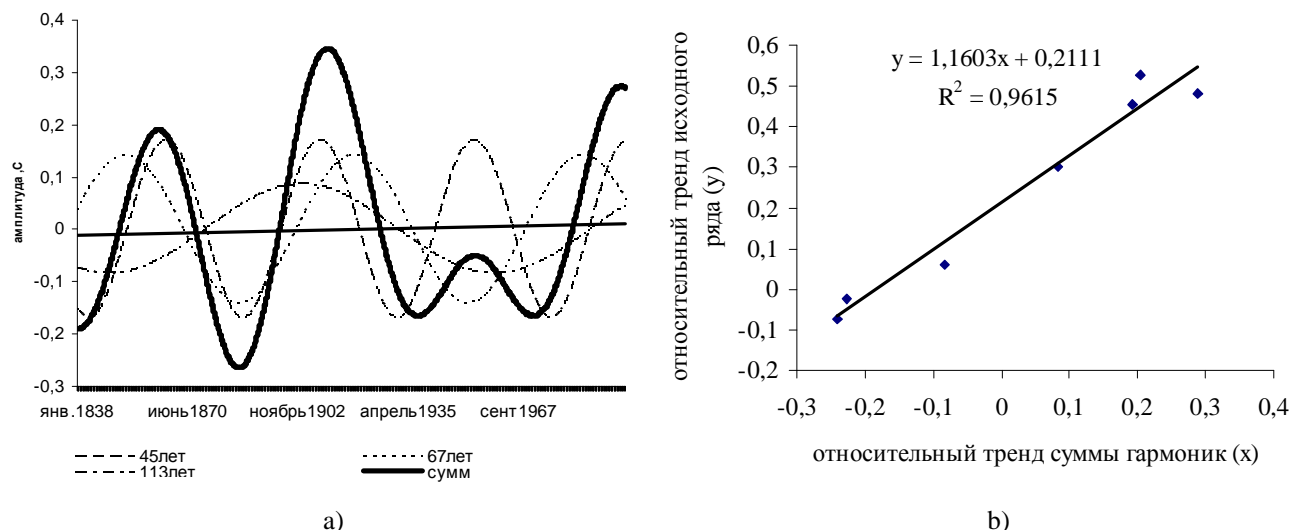 0,4
0,3
0,2
0,1
0
-0,1
-0,2
-0,3
амплитуда ,С
янв.1838 июнь1870 ноябрь1902 апрель1935 сент1967
45лет 67лет
113лет сумм
a)
относительный тренд исходного
ряда (y)
0,6
0,5
0,4
0,3
0,2
0,1
0
-0,1
-0,2
y = 1,1603x + 0,2111
R² = 0,9615
-0,3 -0,2 -0,1 0 0,1 0,2 0,3 0,4
относительный тренд суммы гармоник (x)
b)